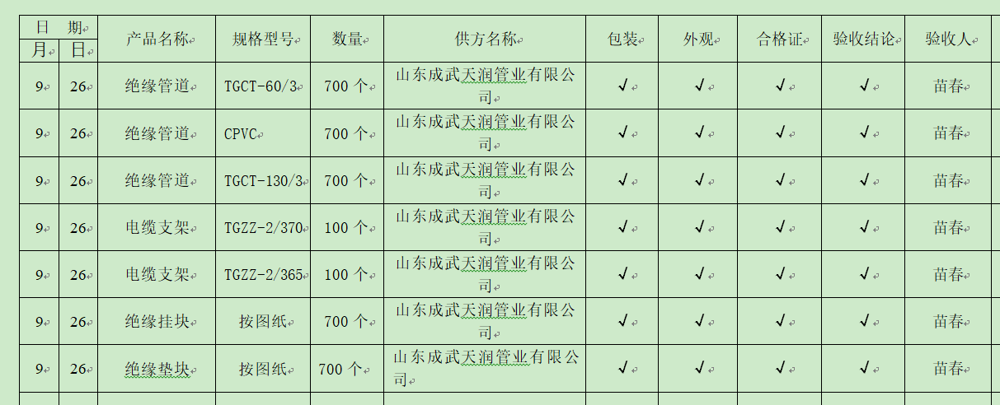 日 期 产品名称 规格型号 数量 供方名称 包装 外观 合格证 验收结论 验收人
月 日
9 26 绝缘管道 TGCT-60/3 700 个 山东成武天润管业有限公司 √ √ √ √ 苗春
9 26 绝缘管道 CPVC 700 个 山东成武天润管业有限公司 √ √ √ √ 苗春
9 26 绝缘管道 TGCT-130/3 700 个 山东成武天润管业有限公司 √ √ √ √ 苗春
9 26 电缆支架 TGZZ-2/370 100 个 山东成武天润管业有限公司 √ √ √ √ 苗春
9 26 电缆支架 TGZZ-2/365 100 个 山东成武天润管业有限公司 √ √ √ √ 苗春
9 26 绝缘挂块 按图纸 700 个 山东成武天润管业有限公司 √ √ √ √ 苗春
9 26 绝缘垫块 按图纸 700 个 山东成武天润管业有限公司 √ √ √ √ 苗春